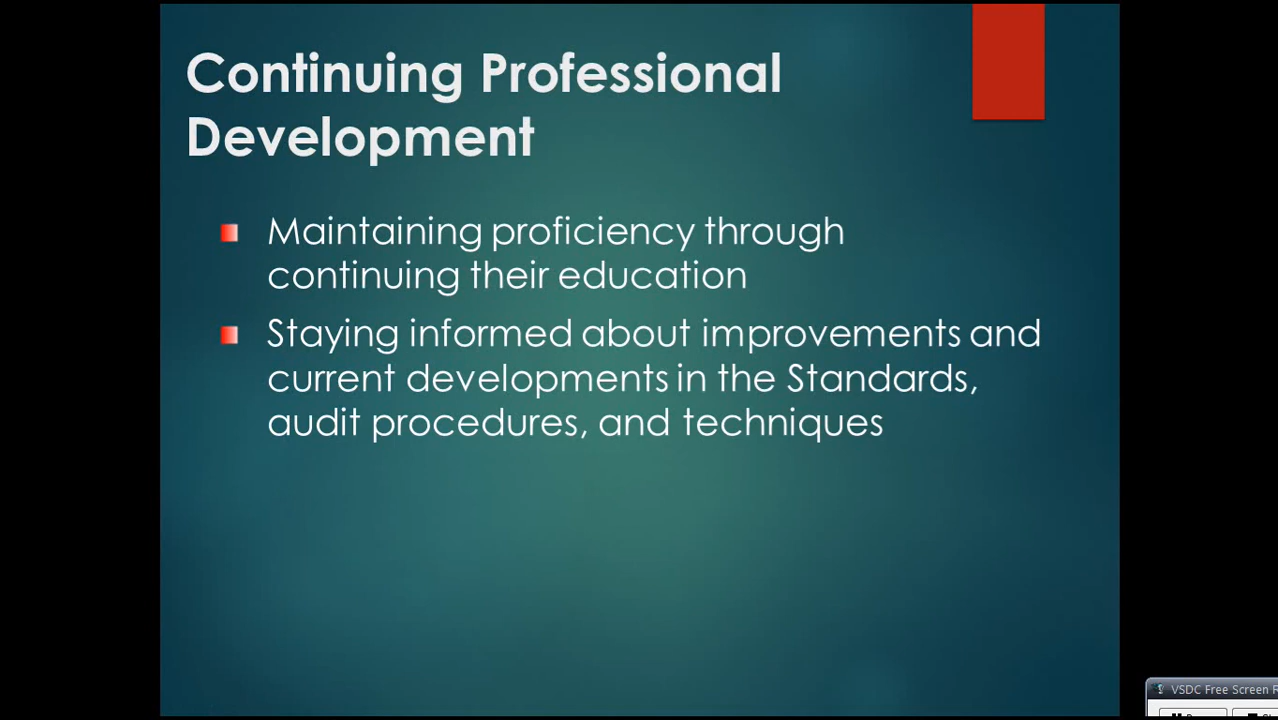 Continuing Professional
Development
Maintaining proficiency through
continuing their education
Staying informed about improvements and
current developments in the Standards,
audit procedures, and techniques
VSDC Free Screen